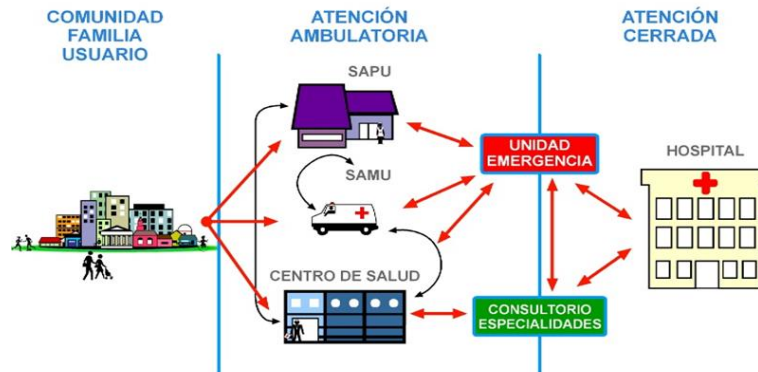 COMUNIDAD
FAMILIA
USUARIO
ATENCIÓN
AMBULATORIA
ATENCIÓN
CERRADA
SAPU
UNIDAD
EMERGENCIA
HOSPITAL
SAMU
CENTRO DE SALUD
CONSULTORIO
ESPECIALIDADES